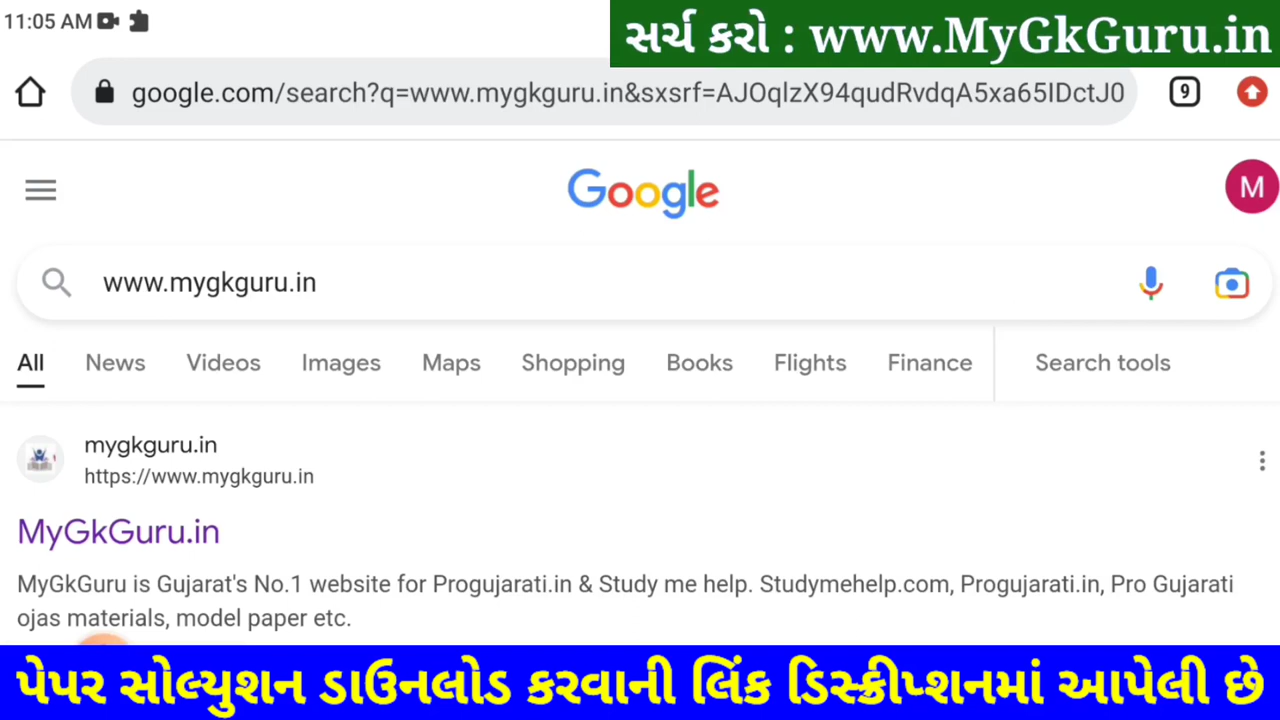 11:05 AM
સર્ચ કરો : www.MyGkGuru.in
google.com/search?q=www.mygkguru.in&sxsrf=AJOqlzX94qudRvdqA5xa65IDctJ0
9
Google
M
www.mygkguru.in
All News Videos Images Maps Shopping Books Flights Finance Search tools
mygkguru.in
https://www.mygkguru.in
MyGkGuru.in
MyGkGuru is Gujarat's No.1 website for Progujarati.in & Study me help. Studymehelp.com, Progujarati.in, Pro Gujarati
ojas materials, model paper etc.
પેપર સોલ્યુશન ડાઉનલોડ કરવાની લિંક ડિસ્ક્રીપ્શનમાં આપેલી છે